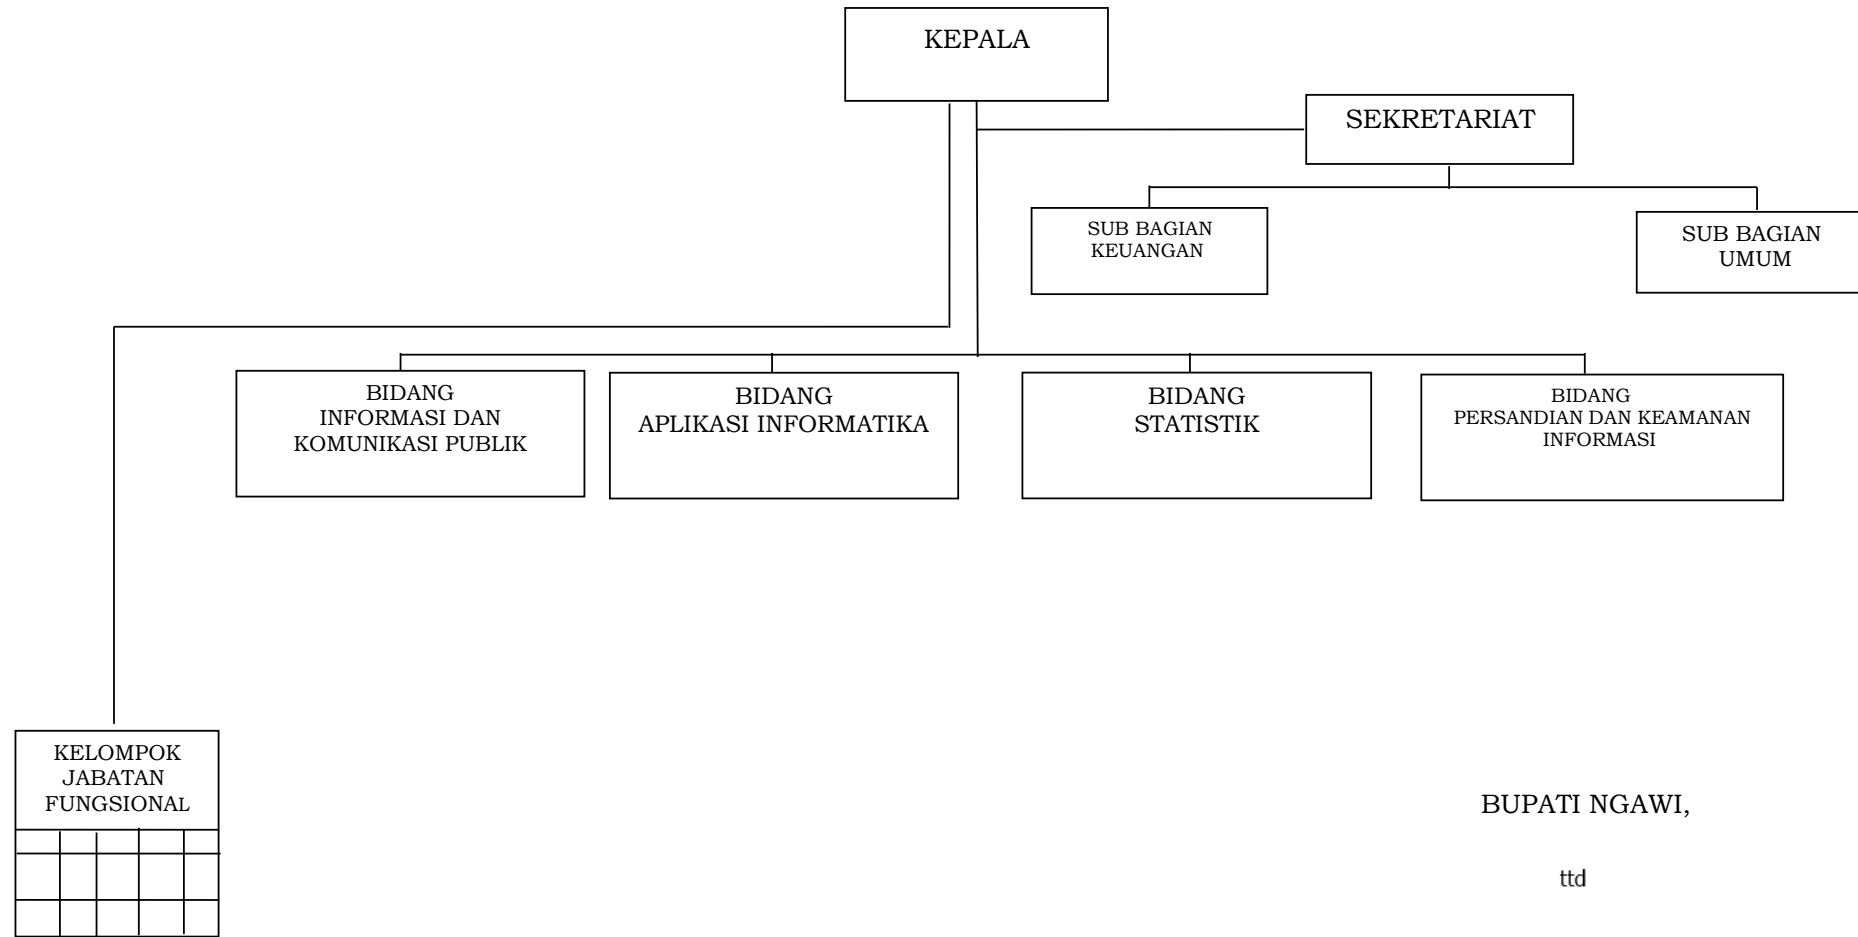 KEPALA
SEKRETARIAT
SUB BAGIAN
KEUANGAN
SUB BAGIAN
UMUM
BIDANG
INFORMASI DAN
KOMUNIKASI PUBLIK
BIDANG
APLIKASI INFORMATIKA
BIDANG
STATISTIK
BIDANG
PERSANDIAN DAN KEAMANAN
INFORMASI
KELOMPOK
JABATAN
FUNGSIONAL
BUPATI NGAWI,
ttd